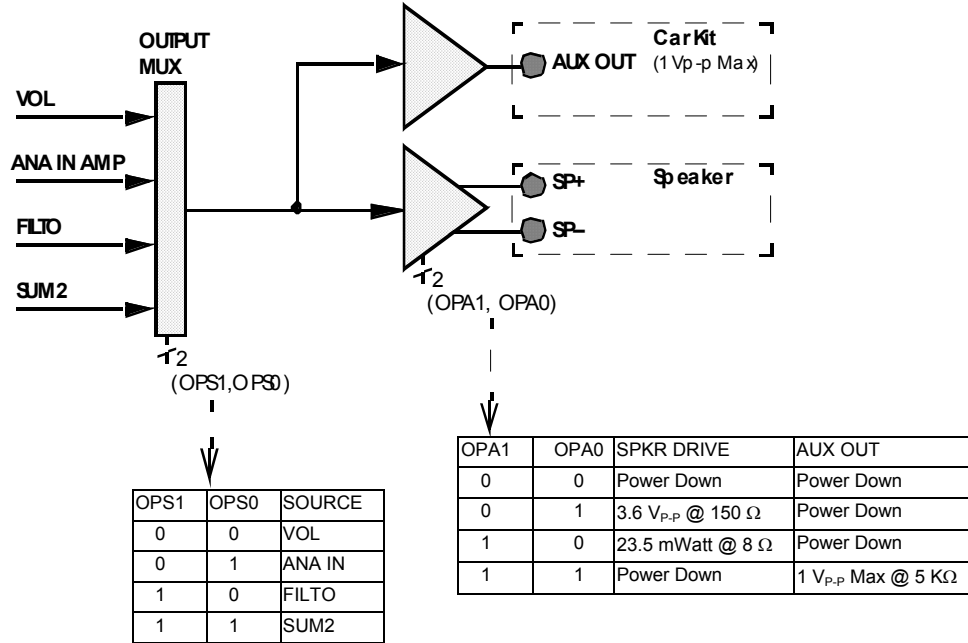 OUTPUT
MUX
VOL
ANA IN AMP
FILTO
SUM2
2
(OPS1,OPS0)
Car Kit
AUX OUT (1 Vp-p Max)
SP+ Speaker
SP–
2
(OPA1, OPA0)
OPA1 OPA0 SPKR DRIVE AUX OUT
0 0 Power Down Power Down
0 1 3.6 VP-P @ 150 Ω Power Down
1 0 23.5 mWatt @ 8 Ω Power Down
1 1 Power Down 1 VP-P Max @ 5 KΩ
OPS1 OPS0 SOURCE
0 0 VOL
0 1 ANA IN
1 0 FILTO
1 1 SUM2